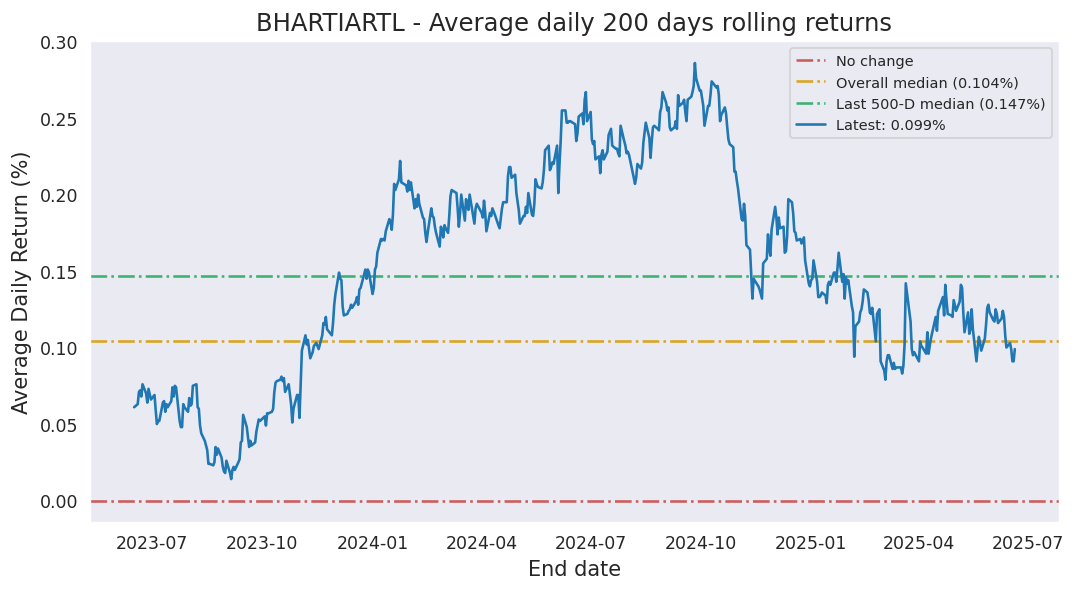 BHARTIARTL - Average daily 200 days rolling returns
Average Daily Return (%)
0.30
0.25
0.20
0.15
0.10
0.05
0.00
No change
Overall median (0.104%)
Last 500-D median (0.147%)
Latest: 0.099%
2023-07 2023-10 2024-01 2024-04 2024-07 2024-10 2025-01 2025-04 2025-07
End date